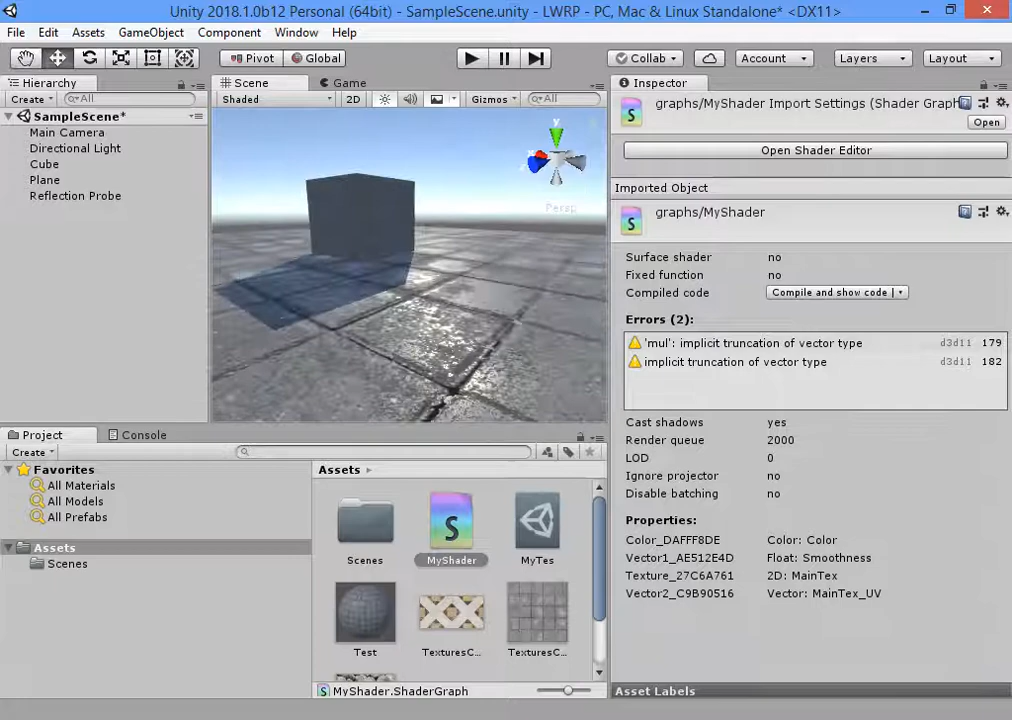 Unity 2018.1.0b12 Personal (64bit) - SampleScene.unity - LWRP - PC, Mac & Linux Standalone* <DX11>
File Edit Assets GameObject Component Window Help
Pivot Global Collab Account Layers Layout
Hierarchy
Create All
SampleScene*
Main Camera
Directional Light
Cube
Plane
Reflection Probe
Scene Game
Shaded 2D Gizmos All
y
Persp
Inspector
graphs/MyShader Import Settings (Shader Graph
Open
Open Shader Editor
Imported Object
graphs/MyShader
Surface shader no
Fixed function no
Compiled code Compile and show code
Errors (2):
'mul': implicit truncation of vector type d3d11 179
implicit truncation of vector type d3d11 182
Cast shadows yes
Render queue 2000
LOD 0
Ignore projector no
Disable batching no
Properties:
Color_DAFFF8DE Color: Color
Vector1_AE512E4D Float: Smoothness
Texture_27C6A761 2D: MainTex
Vector2_C9B90516 Vector: MainTex_UV
Asset Labels
Project Console
Create
Favorites
All Materials
All Models
All Prefabs
Assets
Scenes
Assets
Scenes MyShader MyTes
Test TexturesC... TexturesC...
MyShader.ShaderGraph